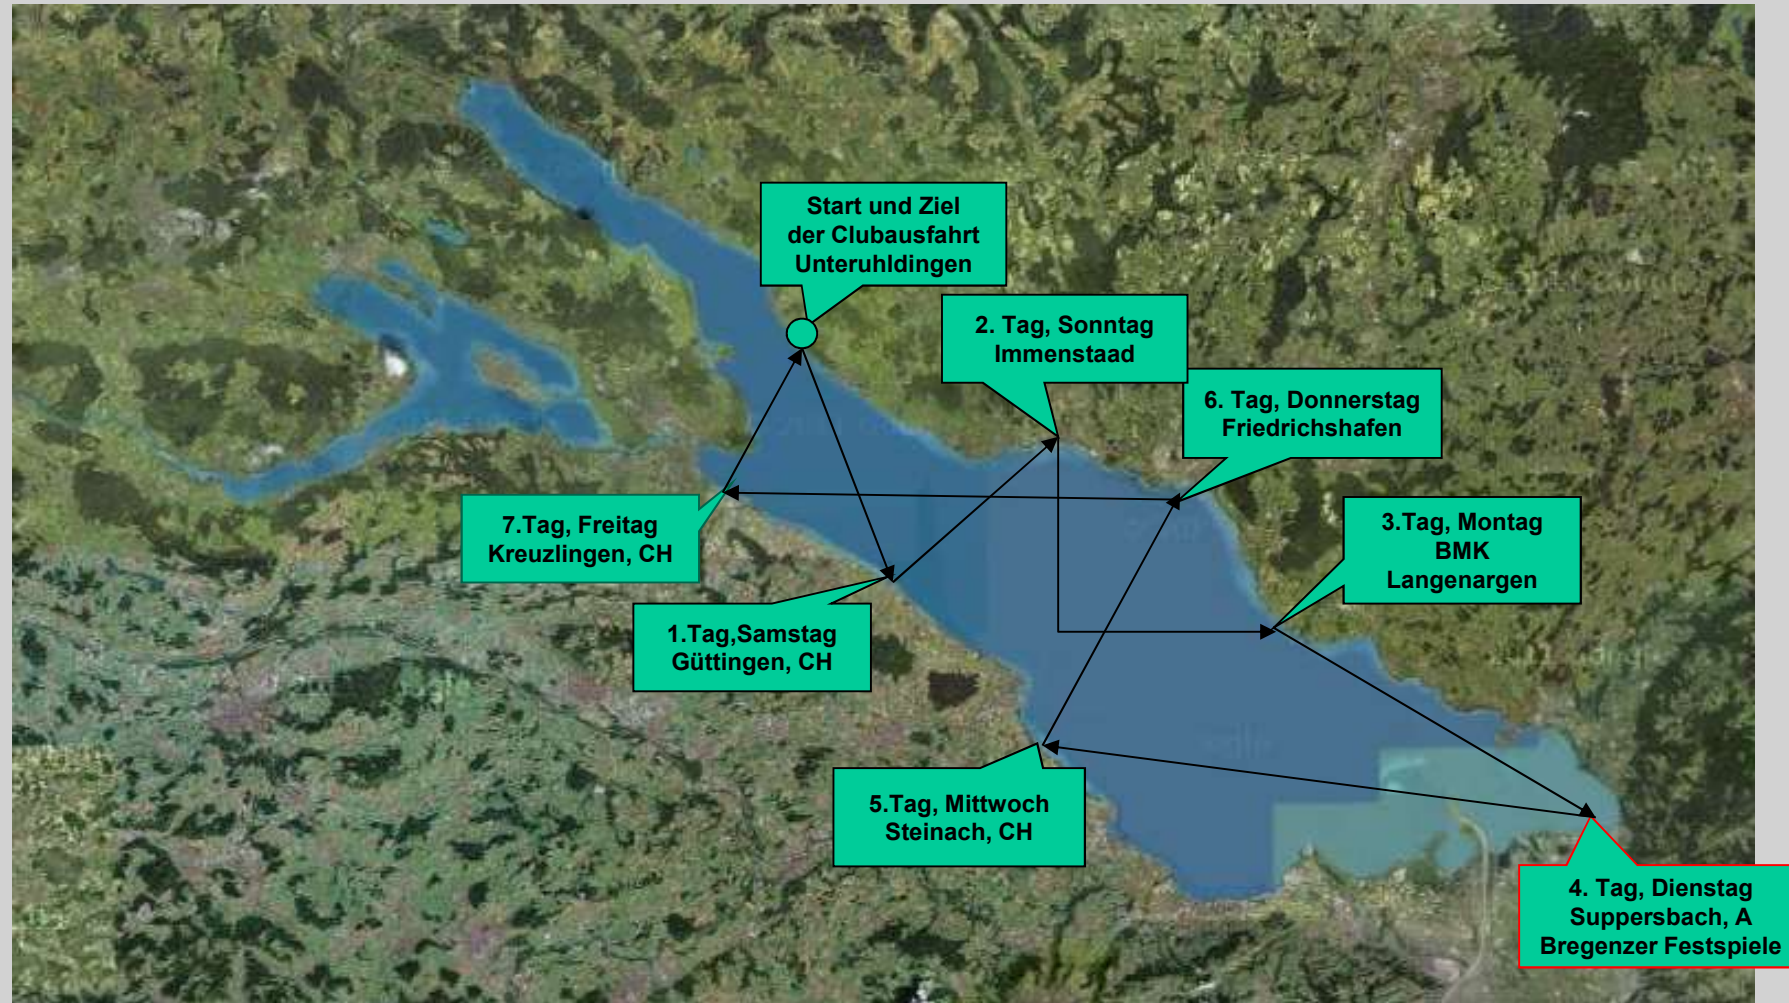 Start und Ziel
der Clubausfahrt
Unteruhldingen
2. Tag, Sonntag
Immenstaad
6. Tag, Donnerstag
Friedrichshafen
7.Tag, Freitag
Kreuzlingen, CH
3.Tag, Montag
BMK
Langenargen
1.Tag,Samstag
Güttingen, CH
5.Tag, Mittwoch
Steinach, CH
4. Tag, Dienstag
Suppersbach, A
Bregenzer Festspiele